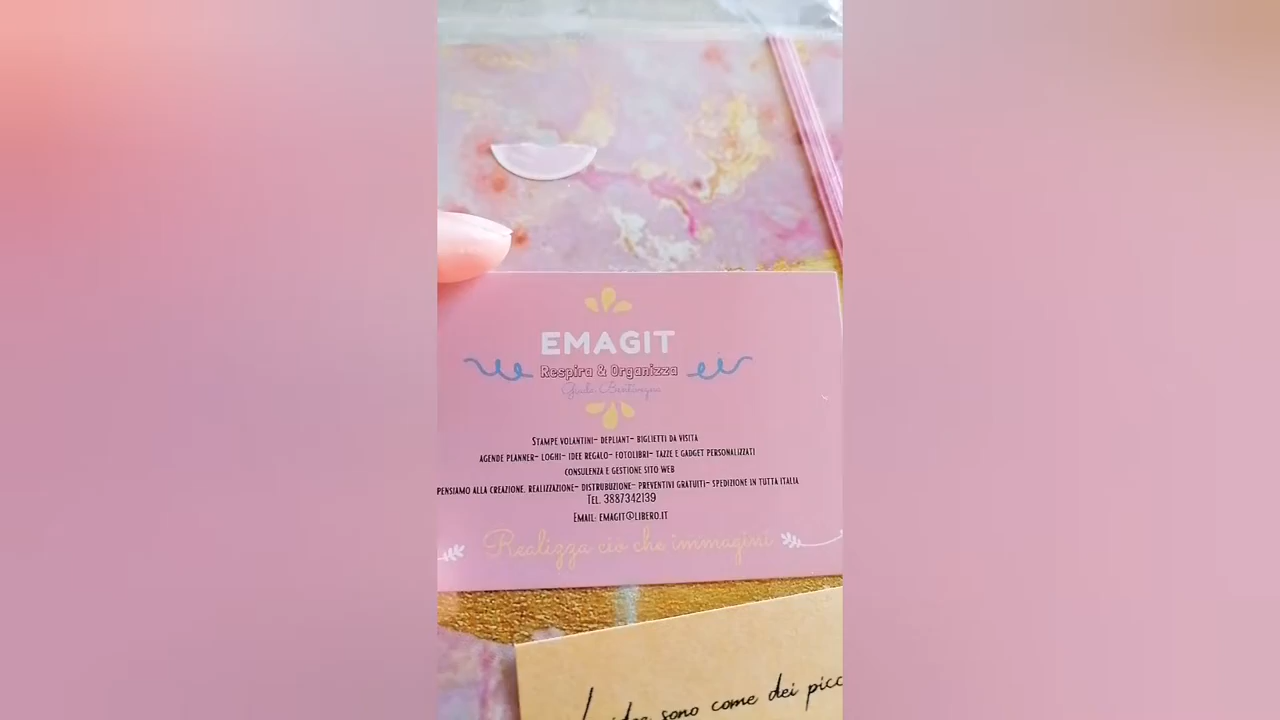 EMAGIT
Respira & Organizza
STAMPE VOLANTINI- DEPLIANT- BIGLIETTI DA VISITA
AGENDE PLANNER- LOGHI- IDEE REGALO- FOTOLIBRI- TAZZE E GADGET PERSONALIZZATI
CONSULENZA E GESTIONE SITO WEB
PENSIAMO ALLA CREAZIONE, REALIZZAZIONE- DISTRUBUZIONE- PREVENTIVI GRATUITI- SPEDIZIONE IN TUTTA ITALIA
TEL. 3887342139
EMAIL: EMAGIT@LIBERO.IT
Realizza cio che immagini
sono come dei picc